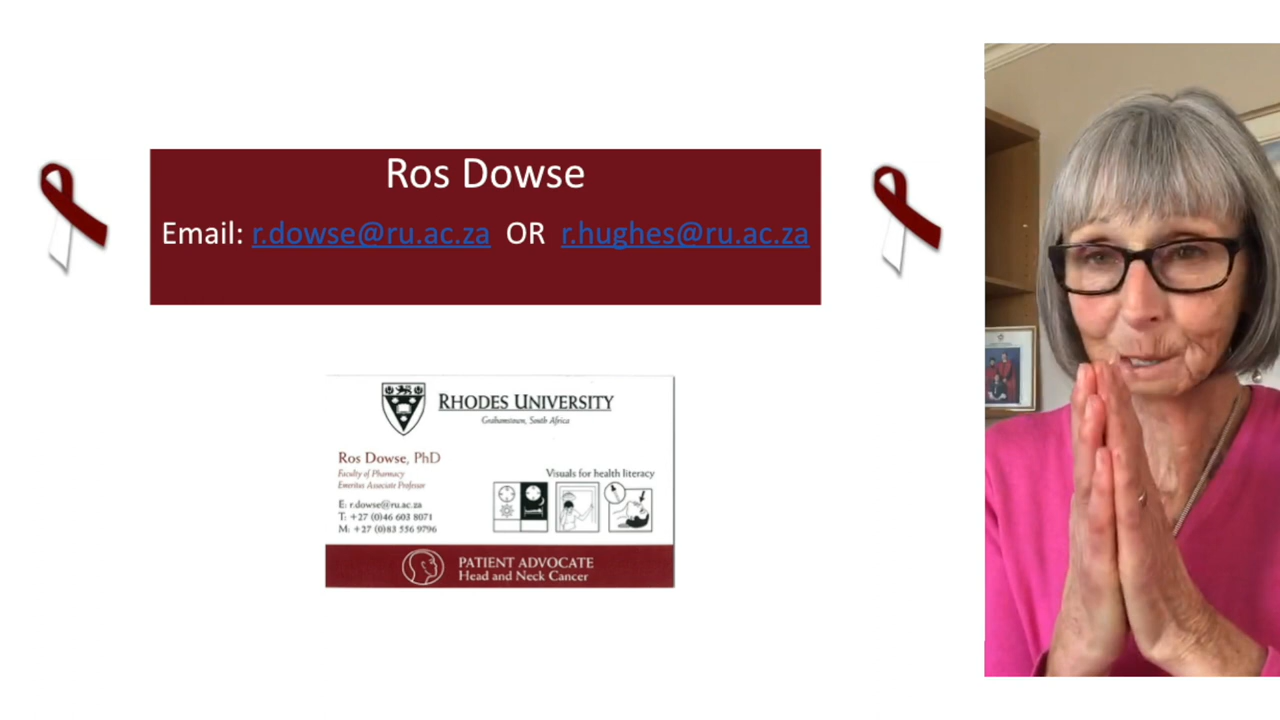 Ros Dowse
Email: r.dowse@ru.ac.za OR r.hughes@ru.ac.za
RHODES UNIVERSITY
Grahamstown, South Africa
Ros Dowse, PhD
Faculty of Pharmacy
Emeritus Associate Professor
Visuals for health literacy
E: r.dowse@ru.ac.za
T: +27 (0)46 603 8071
M: +27 (0)83 556 9796
PATIENT ADVOCATE
Head and Neck Cancer